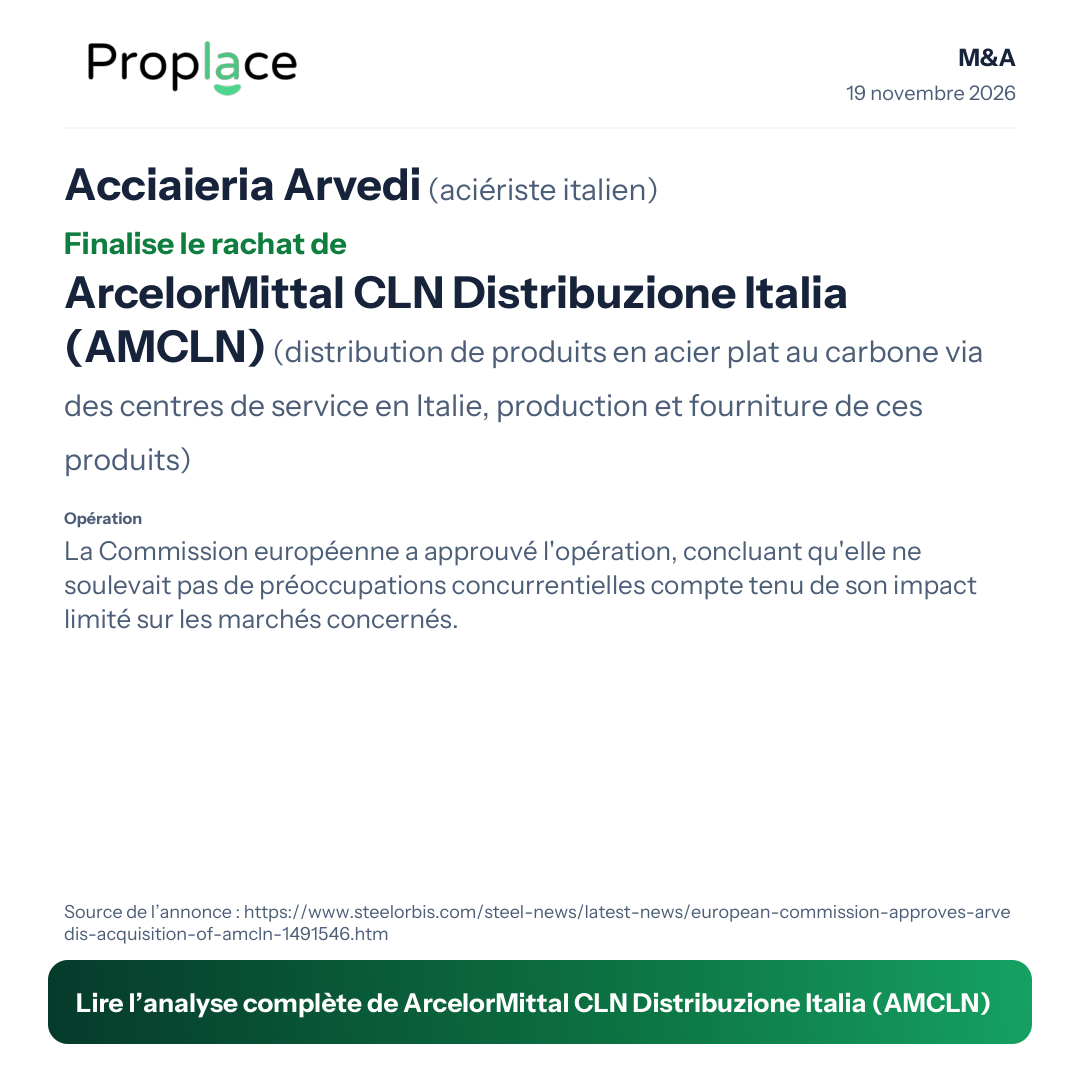 Proplace
M&A
19 novembre 2026
Acciaieria Arvedi (aciériste italien)
Finalise le rachat de
ArcelorMittal CLN Distribuzione Italia
(AMCLN) (distribution de produits en acier plat au carbone via
des centres de service en Italie, production et fourniture de ces
produits)
Opération
La Commission européenne a approuvé l'opération, concluant qu'elle ne
soulevait pas de préoccupations concurrentielles compte tenu de son impact
limité sur les marchés concernés.
Source de l’annonce : https://www.steelorbis.com/steel-news/latest-news/european-commission-approves-arve
dis-acquisition-of-amcln-1491546.htm
Lire l’analyse complète de ArcelorMittal CLN Distribuzione Italia (AMCLN)